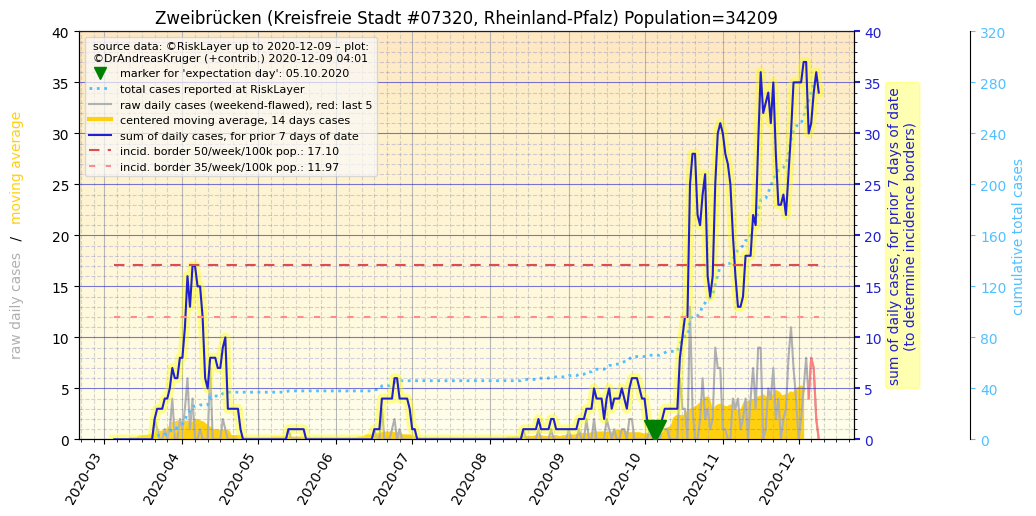 Zweibrücken (Kreisfreie Stadt #07320, Rheinland-Pfalz) Population=34209
source data: ©RiskLayer up to 2020-12-09 – plot:
©DrAndreasKruger (+contrib.) 2020-12-09 04:01
marker for 'expectation day': 05.10.2020
total cases reported at RiskLayer
raw daily cases (weekend-flawed), red: last 5
centered moving average, 14 days cases
sum of daily cases, for prior 7 days of date
incid. border 50/week/100k pop.: 17.10
incid. border 35/week/100k pop.: 11.97
raw daily cases / moving average
40
35
30
25
20
15
10
5
0
2020-03
2020-04
2020-05
2020-06
2020-07
2020-08
2020-09
2020-10
2020-11
2020-12
40
35
30
25
20
15
10
5
0
sum of daily cases, for prior 7 days of date
(to determine incidence borders)
320
280
240
200
160
120
80
40
0
cumulative total cases